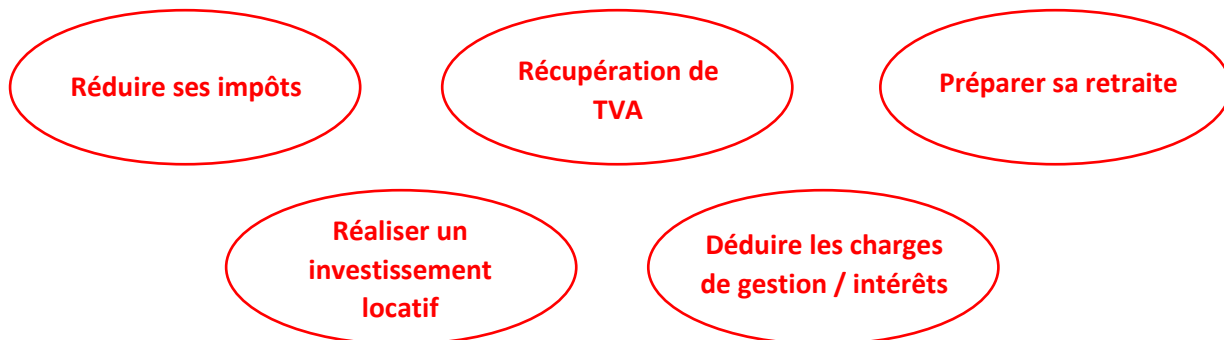 Réduire ses impôts
Récupération de
TVA
Préparer sa retraite
Réaliser un
investissement
locatif
Déduire les charges
de gestion / intérêts